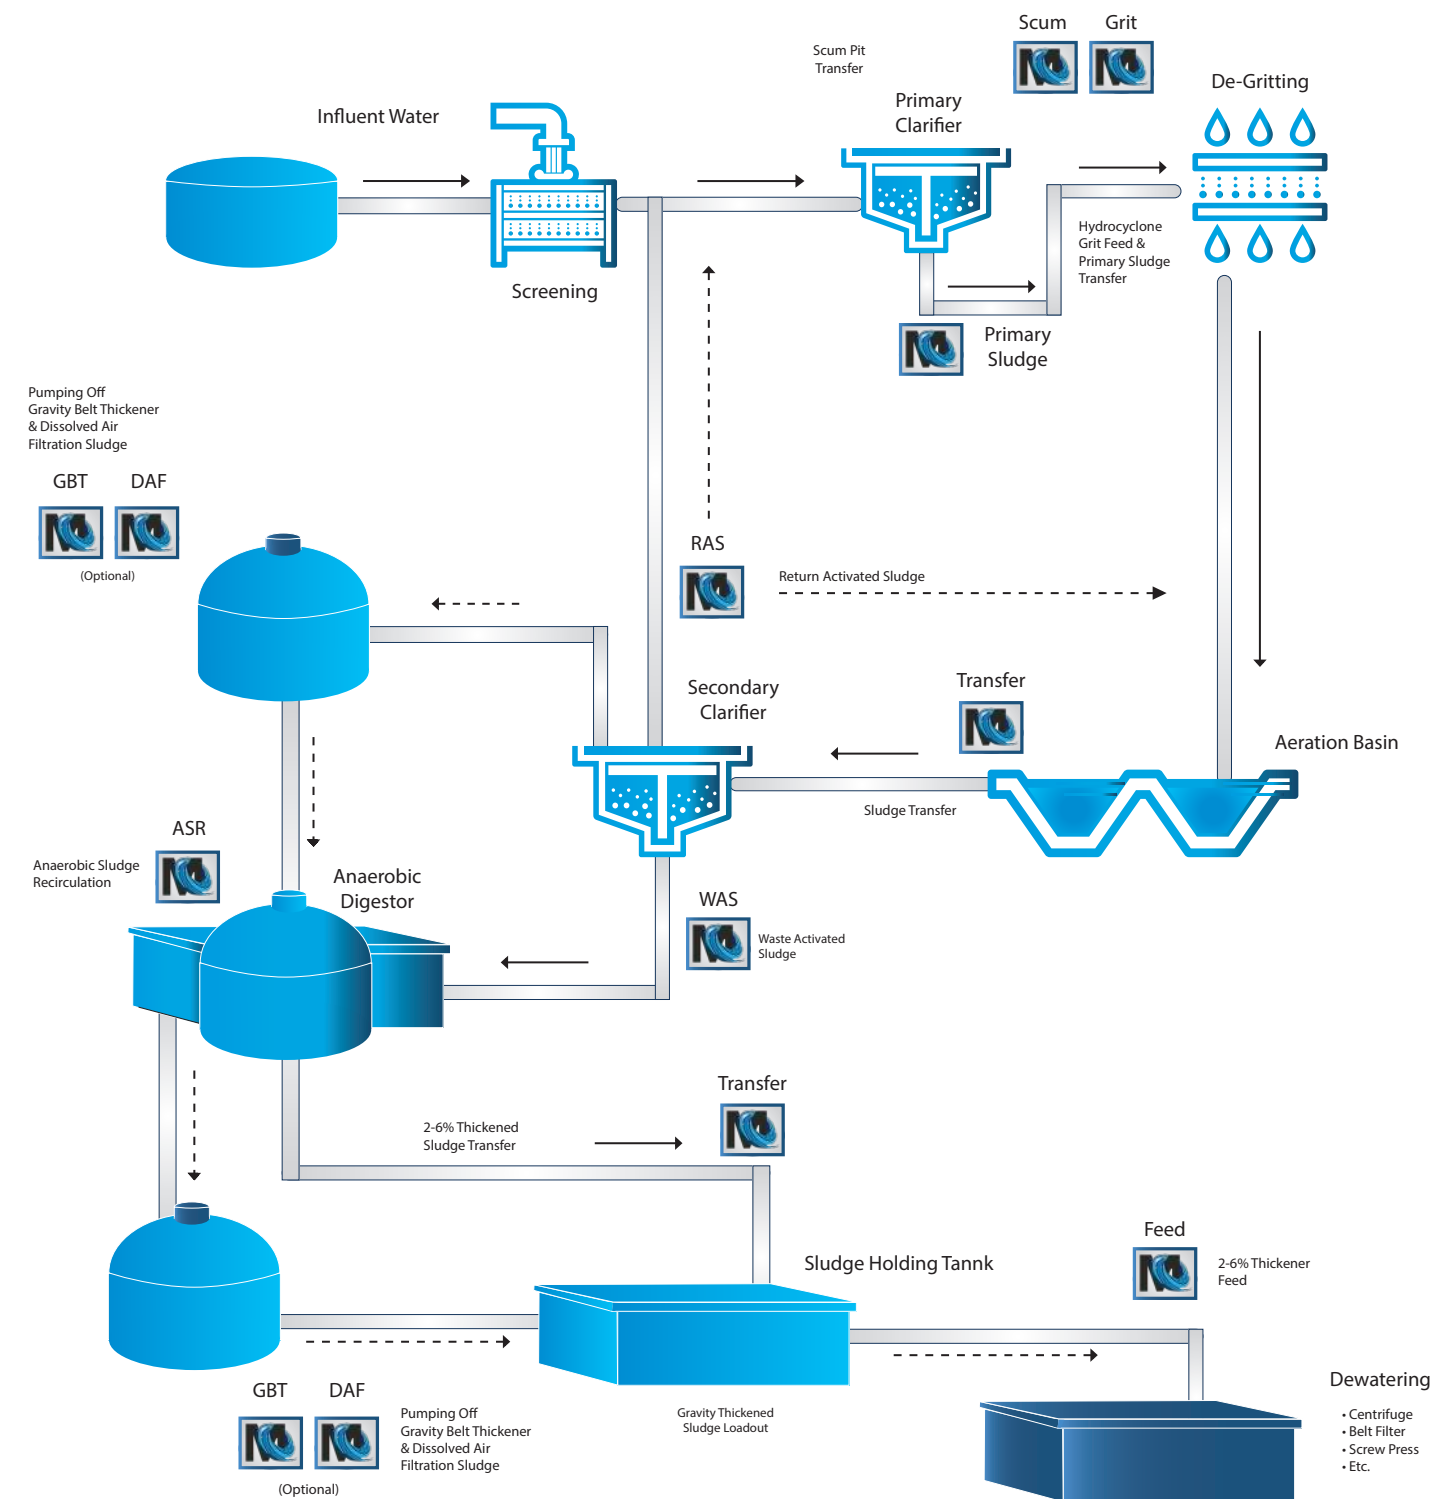 Scum
Grit
Scum Pit
Transfer
De-Gritting
Primary
Clarifier
Influent Water
Hydrocyclone
Grit Feed &
Primary Sludge
Transfer
Screening
Primary
Sludge
Pumping Off
Gravity Belt Thickener
& Dissolved Air
Filtration Sludge
GBT
DAF
(Optional)
RAS
Return Activated Sludge
Secondary
Clarifier
Transfer
Aeration Basin
Sludge Transfer
ASR
Anaerobic Sludge
Recirculation
Anaerobic
Digestor
WAS
Waste Activated
Sludge
Transfer
2-6% Thickened
Sludge Transfer
Feed
2-6% Thickener
Feed
Sludge Holding Tannk
Dewatering
• Centrifuge
• Belt Filter
• Screw Press
• Etc.
GBT
DAF
(Optional)
Pumping Off
Gravity Belt Thickener
& Dissolved Air
Filtration Sludge
Gravity Thickened
Sludge Loadout